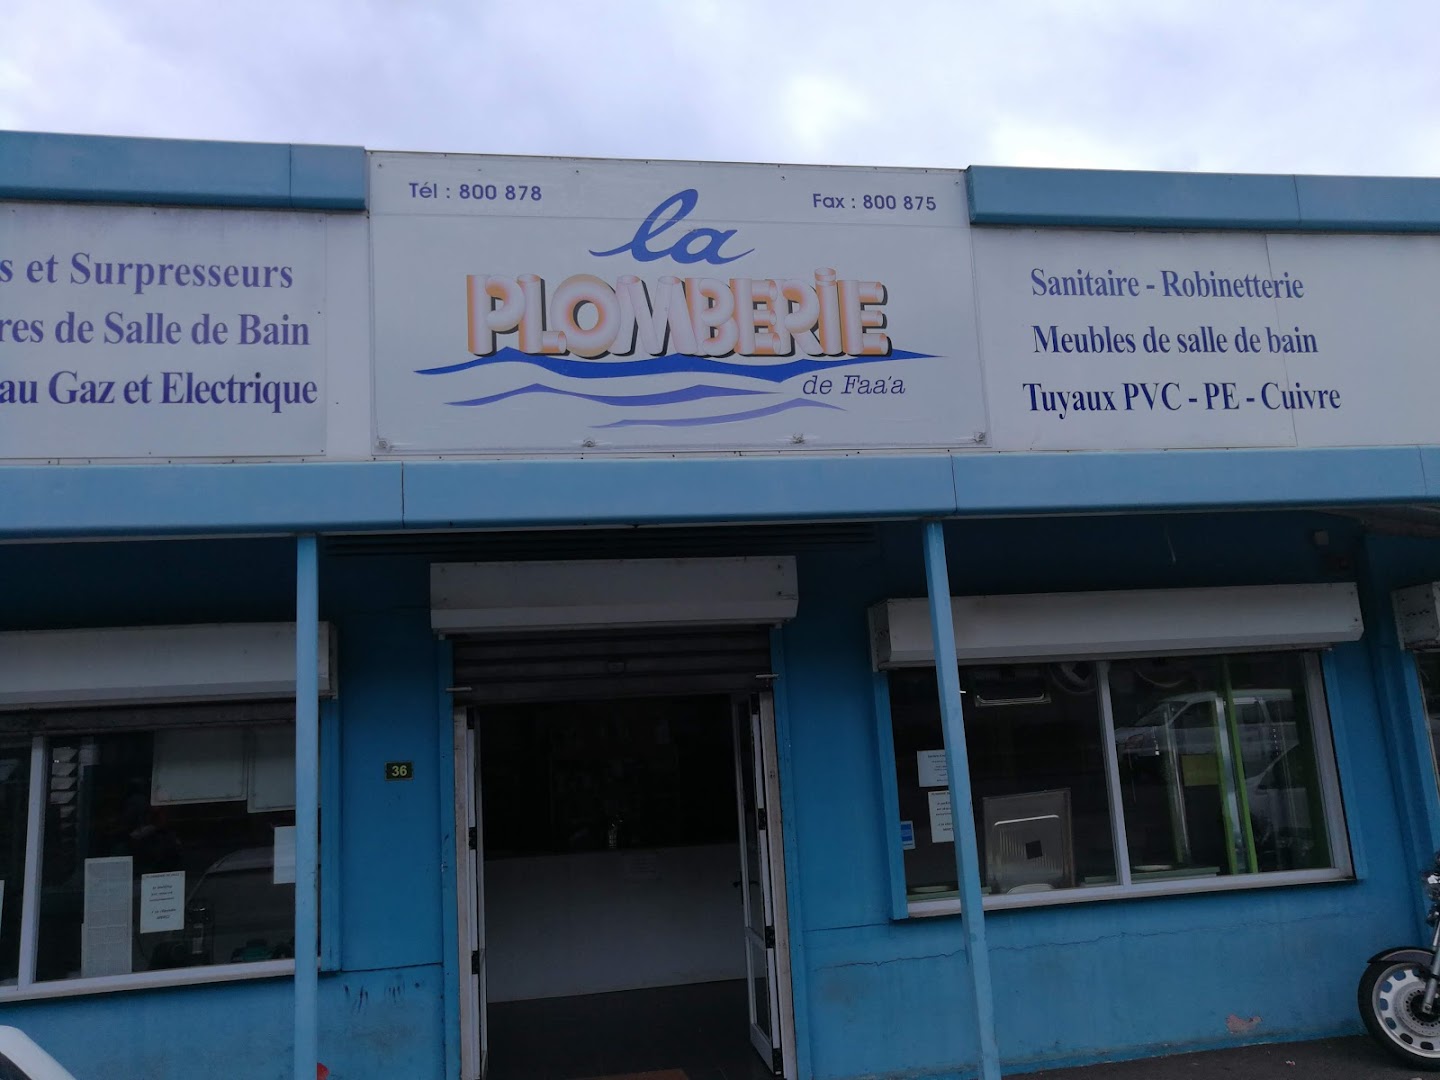 Tél : 800 878
Fax : 800 875
la
PLOMBERIE
de Faa'a
s et Surpresseurs
res de Salle de Bain
au Gaz et Electrique
Sanitaire - Robinetterie
Meubles de salle de bain
Tuyaux PVC - PE - Cuivre
36